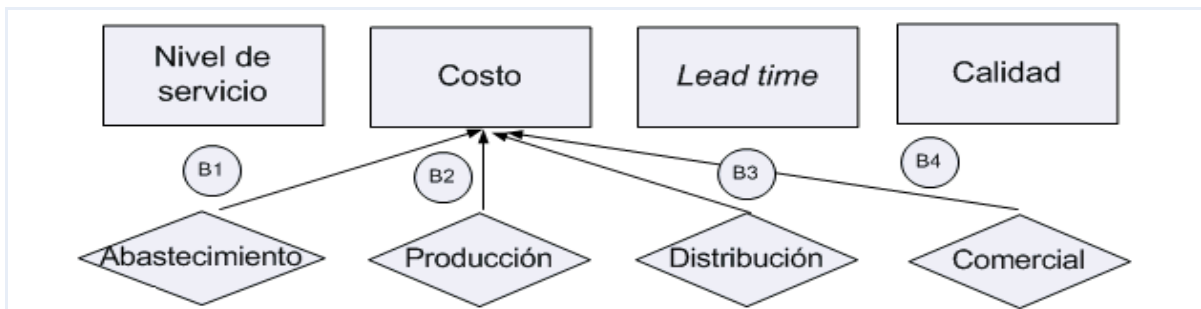 Nivel de
servicio
Costo
Lead time
Calidad
B1
B2
B3
B4
Abastecimiento
Producción
Distribución
Comercial